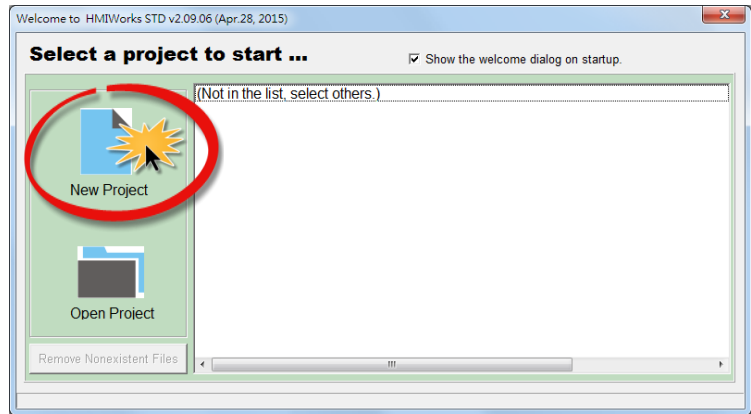 Welcome to HMIWorks STD v2.09.06 (Apr.28, 2015)
Select a project to start ...
Show the welcome dialog on startup.
(Not in the list, select others.)
New Project
Open Project
Remove Nonexistent Files